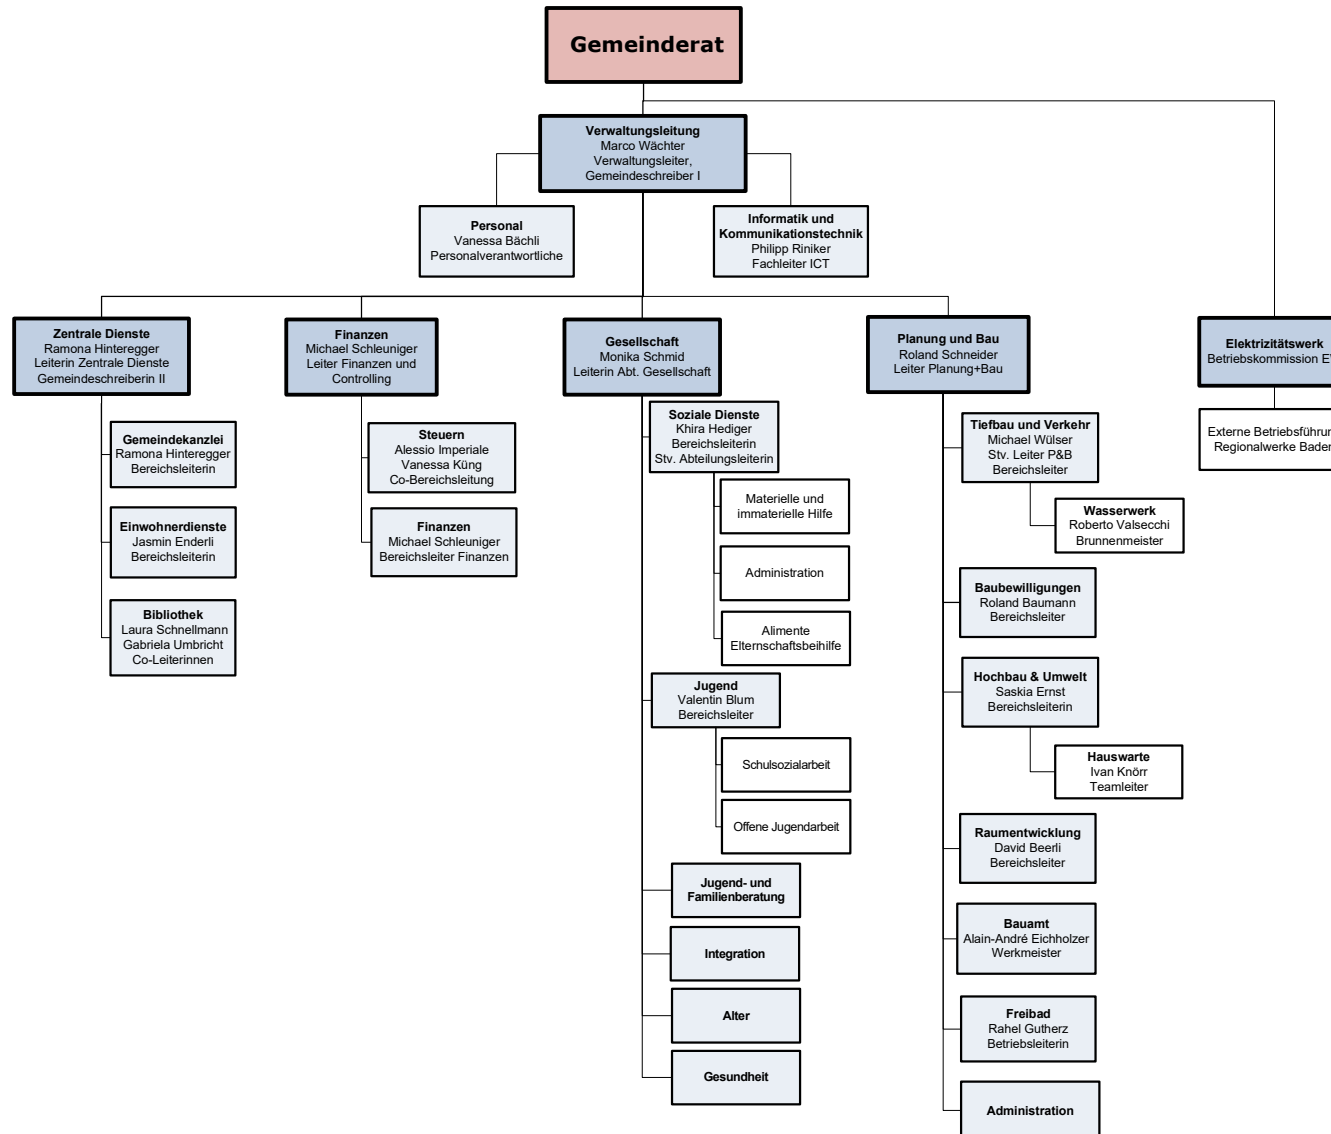 Gemeinderat
Verwaltungsleitung
Marco Wächter
Verwaltungsleiter,
Gemeindeschreiber I
Personal
Vanessa Bächli
Personalverantwortliche
Informatik und
Kommunikationstechnik
Philipp Riniker
Fachleiter ICT
Zentrale Dienste
Ramona Hinteregger
Leiterin Zentrale Dienste
Gemeindeschreiberin II
Gemeindekanzlei
Ramona Hinteregger
Bereichsleiterin
Einwohnerdienste
Jasmin Enderli
Bereichsleiterin
Bibliothek
Laura Schnellmann
Gabriela Umbricht
Co-Leiterinnen
Finanzen
Michael Schleuniger
Leiter Finanzen und
Controlling
Steuern
Alessio Imperiale
Vanessa Küng
Co-Bereichsleitung
Finanzen
Michael Schleuniger
Bereichsleiter Finanzen
Gesellschaft
Monika Schmid
Leiterin Abt. Gesellschaft
Soziale Dienste
Khira Hediger
Bereichsleiterin
Stv. Abteilungsleiterin
Materielle und
immaterielle Hilfe
Administration
Alimente
Elternschaftsbeihilfe
Jugend
Valentin Blum
Bereichsleiter
Schulsozialarbeit
Offene Jugendarbeit
Jugend- und
Familienberatung
Integration
Alter
Gesundheit
Planung und Bau
Roland Schneider
Leiter Planung+Bau
Tiefbau und Verkehr
Michael Wülser
Stv. Leiter P&B
Bereichsleiter
Wasserwerk
Roberto Valsecchi
Brunnenmeister
Baubewilligungen
Roland Baumann
Bereichsleiter
Hochbau & Umwelt
Saskia Ernst
Bereichsleiterin
Hauswarte
Ivan Knörr
Teamleiter
Raumentwicklung
David Beerli
Bereichsleiter
Bauamt
Alain-André Eichholzer
Werkmeister
Freibad
Rahel Gutherz
Betriebsleiterin
Administration
Elektrizitätswerk
Betriebskommission
Externe
Regionalwerke